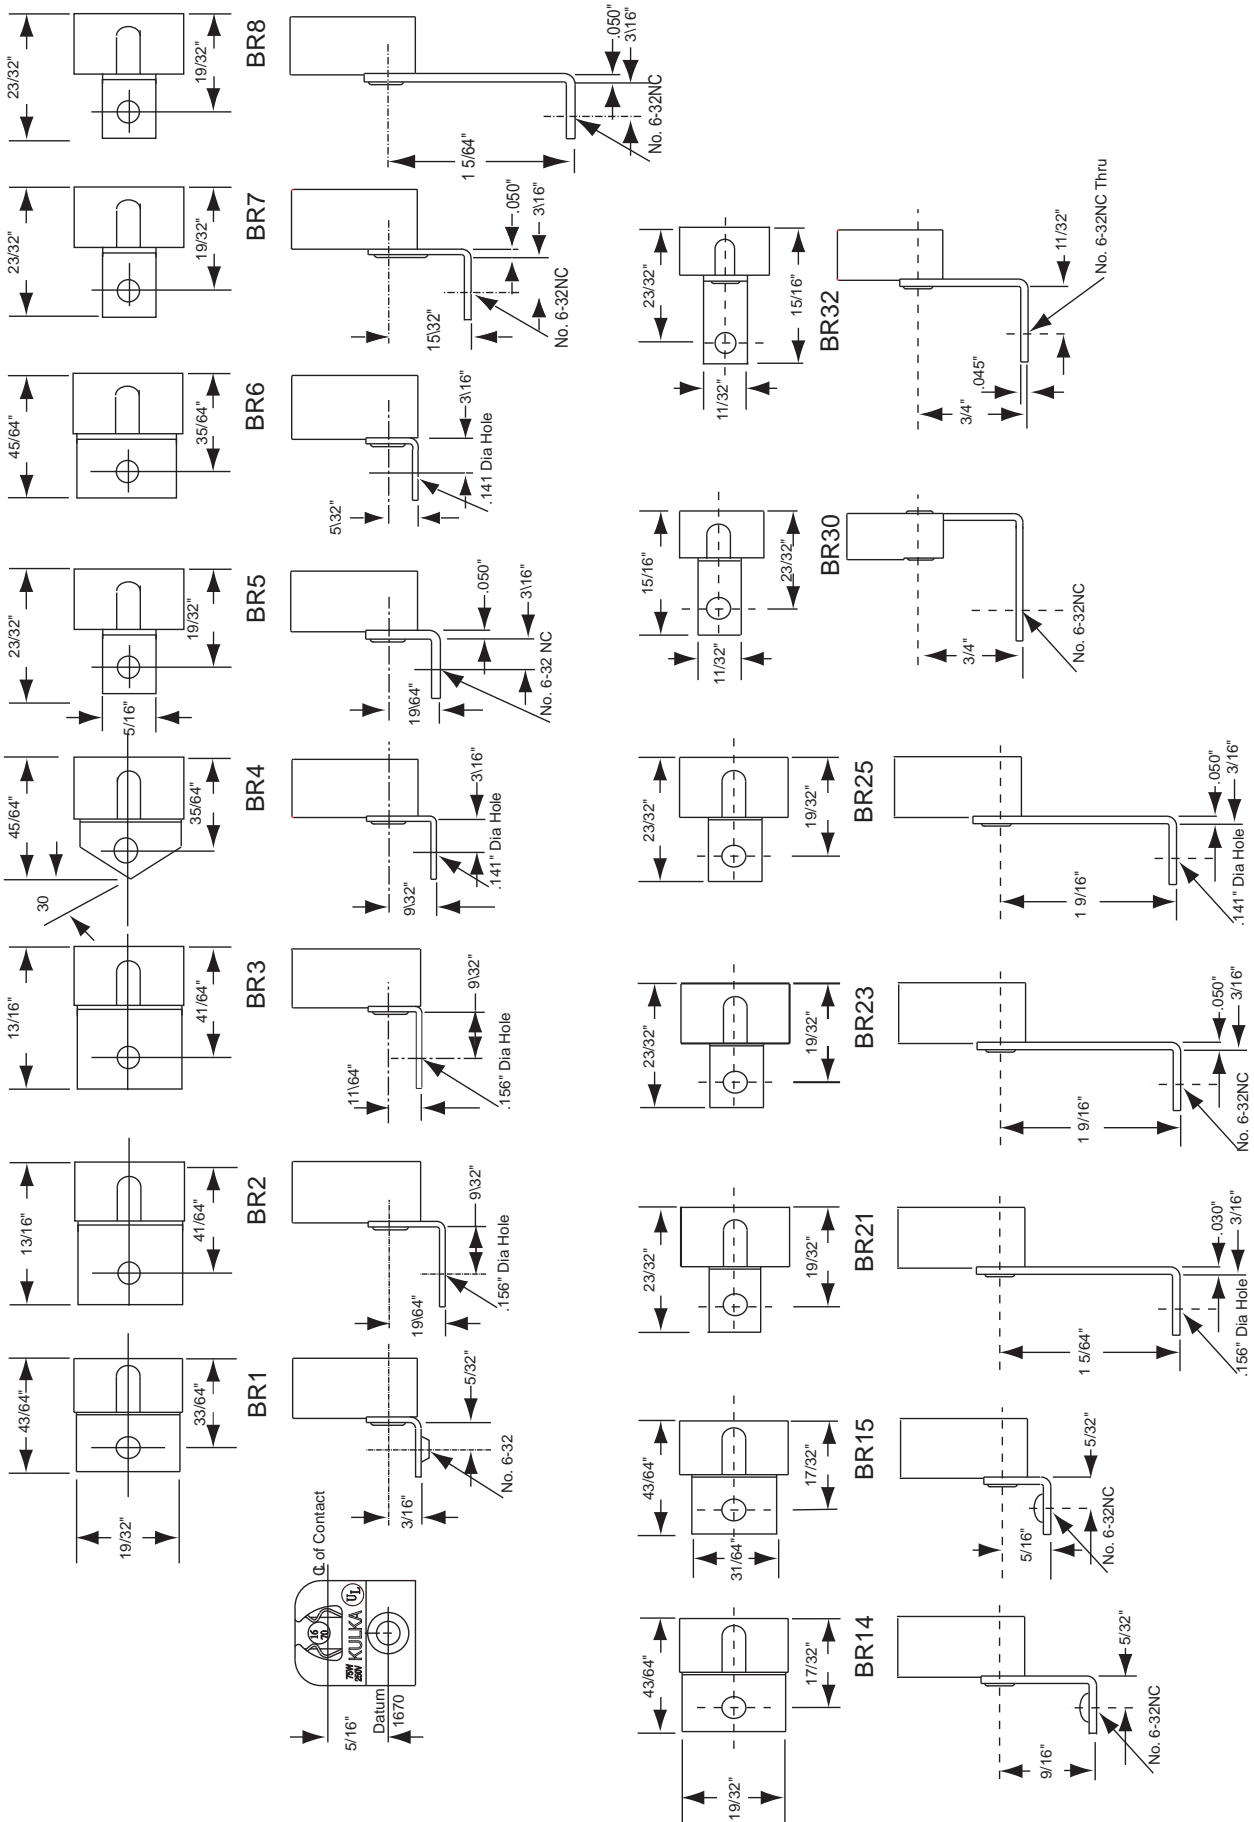 19/32"
43/64"
33/64"
BR1
3/16"
5/32"
No. 6-32
13/16"
41/64"
BR2
19\64"
9\32"
.156" Dia Hole
13/16"
41/64"
BR3
11\64"
9\32"
.156" Dia Hole
30
45/64"
35/64"
BR4
9\32"
3\16"
.141" Dia Hole
5/16"
23/32"
19/32"
BR5
19\64"
.050"
3\16"
No. 6-32 NC
45/64"
35/64"
BR6
5\32"
3\16"
.141 Dia Hole
23/32"
19/32"
BR7
15\32"
.050"
3\16"
No. 6-32NC
23/32"
19/32"
BR8
1 5/64"
.050"
3\16"
No. 6-32NC
℄ of Contact
16
70
75W
250V
KULKA
UL
5/16"
Datum
1670
19/32"
43/64"
17/32"
BR14
9/16"
5/32"
No. 6-32NC
31/64"
43/64"
17/32"
BR15
5/16"
5/32"
No. 6-32NC
23/32"
19/32"
BR21
1 5/64"
.030"
3/16"
.156" Dia Hole
23/32"
19/32"
BR23
1 9/16"
.050"
3/16"
No. 6-32NC
23/32"
19/32"
BR25
1 9/16"
.050"
3/16"
.141" Dia Hole
11/32"
15/16"
23/32"
BR30
3/4"
No. 6-32NC
11/32"
23/32"
15/16"
BR32
3/4"
.045"
11/32"
No. 6-32NC Thru